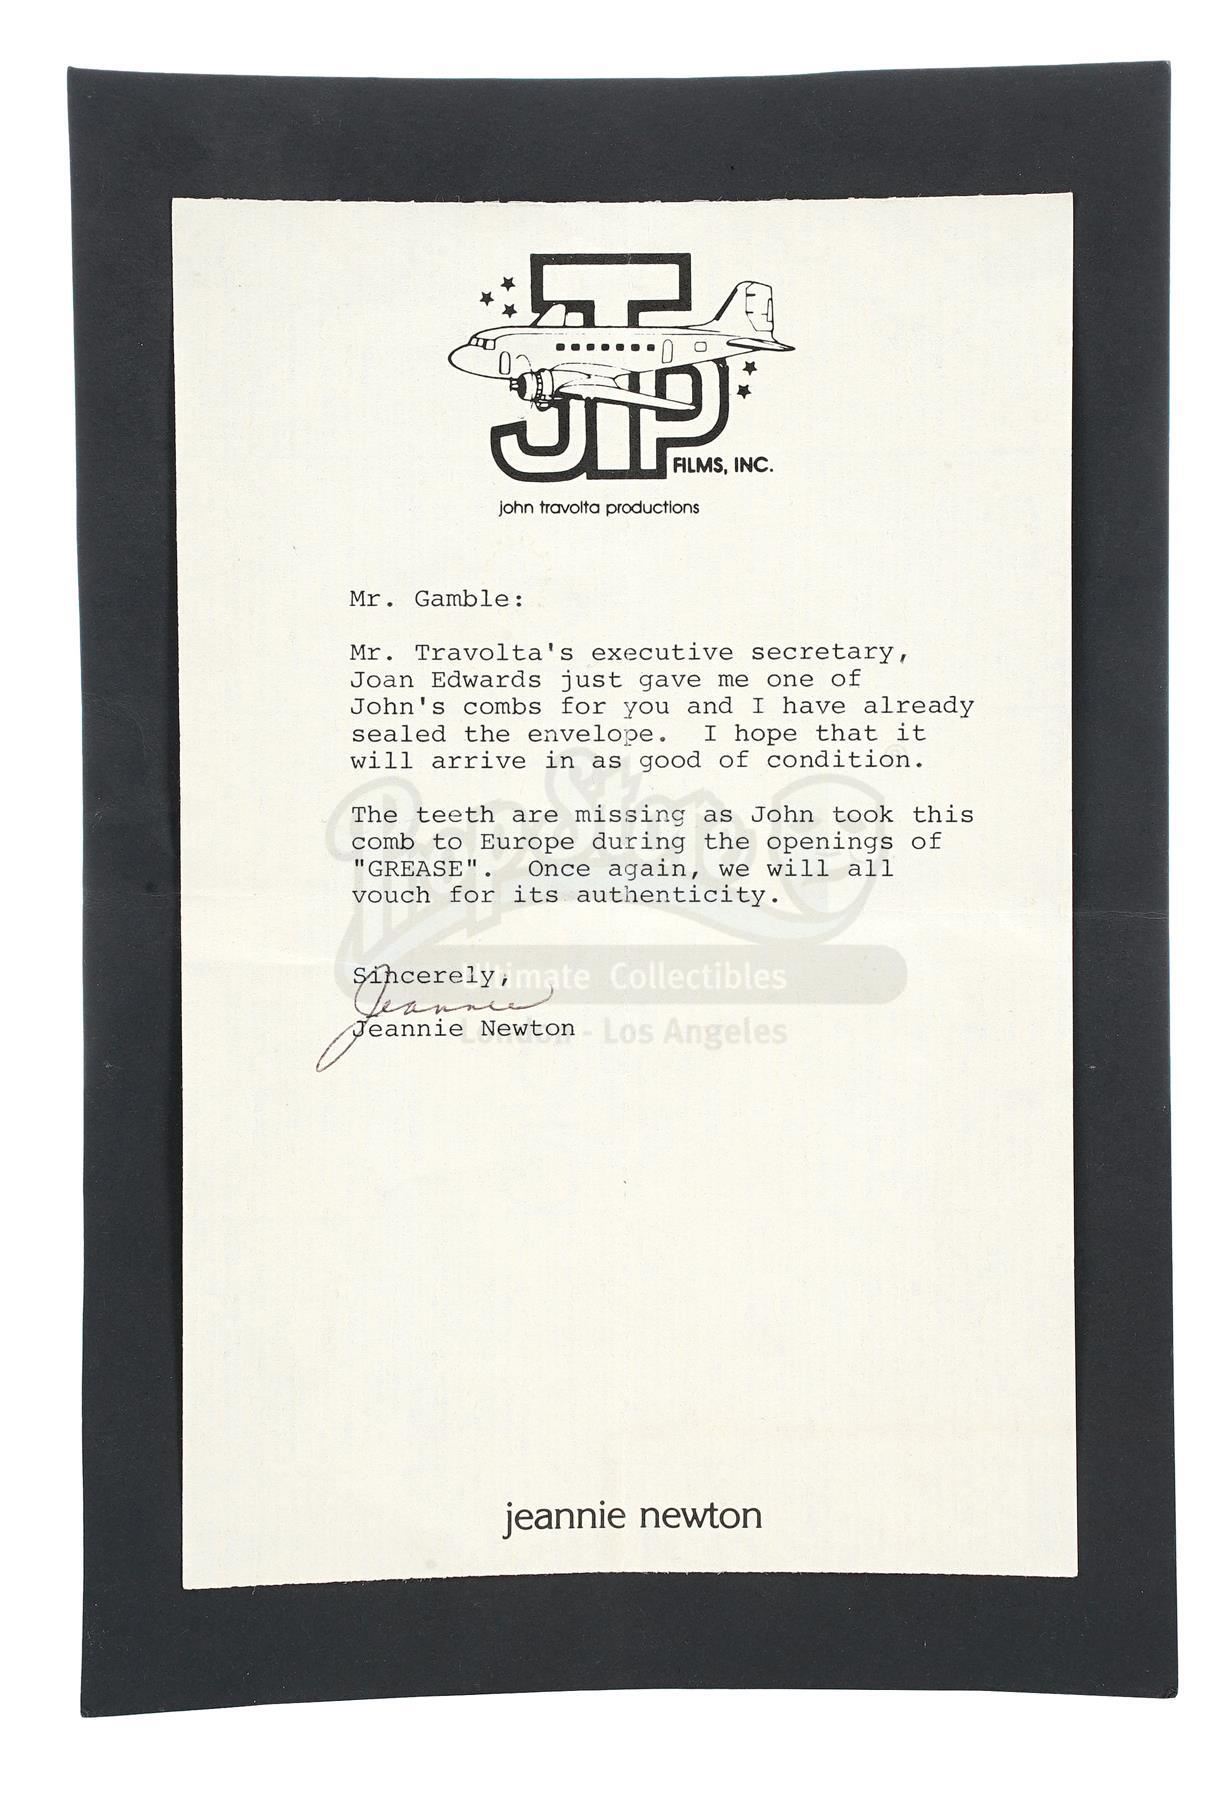 JTP
FILMS, INC.
john travolta productions
Mr. Gamble:
Mr. Travolta's executive secretary,
Joan Edwards just gave me one of
John's combs for you and I have already
sealed the envelope.  I hope that it
will arrive in as good of condition.
The teeth are missing as John took this
comb to Europe during the openings of
"GREASE".  Once again, we will all
vouch for its authenticity.
Sincerely,
Jeannie
Jeannie Newton
jeannie newton
PropStore
®
Ultimate Collectibles
London - Los Angeles